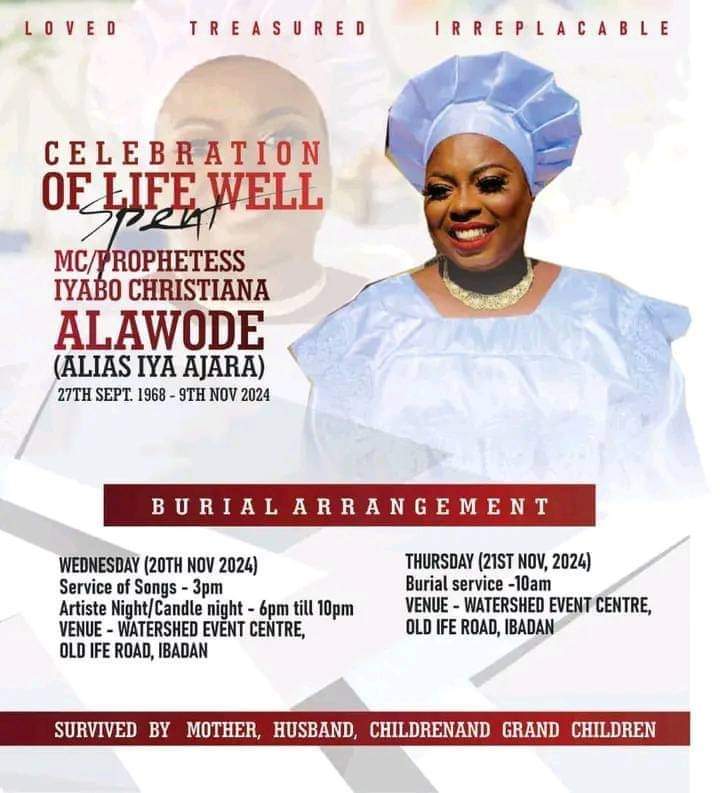 LOVED TREASURED IRREPLACABLE
CELEBRATION
OF LIFE WELL
Spent
MC/PROPHETESS
IYABO CHRISTIANA
ALAWODE
(ALIAS IYA AJARA)
27TH SEPT. 1968 - 9TH NOV 2024
BURIAL ARRANGEMENT
WEDNESDAY (20TH NOV 2024)
Service of Songs - 3pm
Artiste Night/Candle night - 6pm till 10pm
VENUE - WATERSHED EVENT CENTRE,
OLD IFE ROAD, IBADAN
THURSDAY (21ST NOV, 2024)
Burial service -10am
VENUE - WATERSHED EVENT CENTRE,
OLD IFE ROAD, IBADAN
SURVIVED BY MOTHER, HUSBAND, CHILDRENAND GRAND CHILDREN